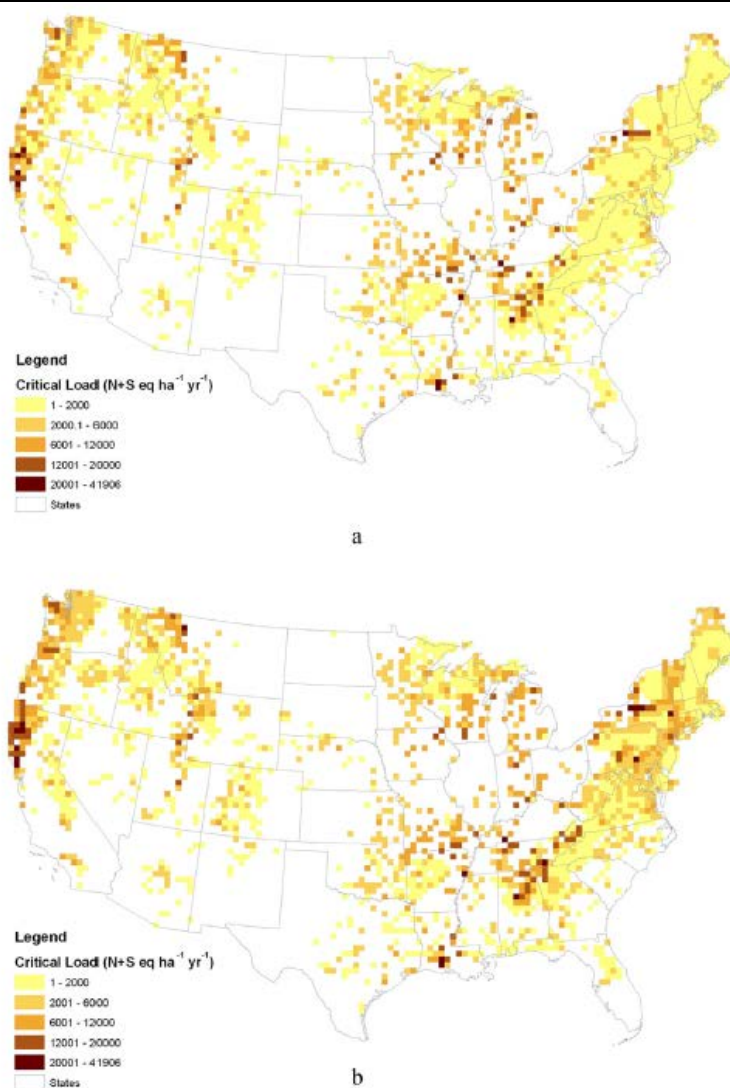 Legend
Critical Load (N+S eq ha⁻¹ yr⁻¹)
1 - 2000
2000.1 - 6000
6001 - 12000
12001 - 20000
20001 - 41906
States
a
Legend
Critical Load (N+S eq ha⁻¹ yr⁻¹)
1 - 2000
2001 - 6000
6001 - 12000
12001 - 20000
20001 - 41906
States
b